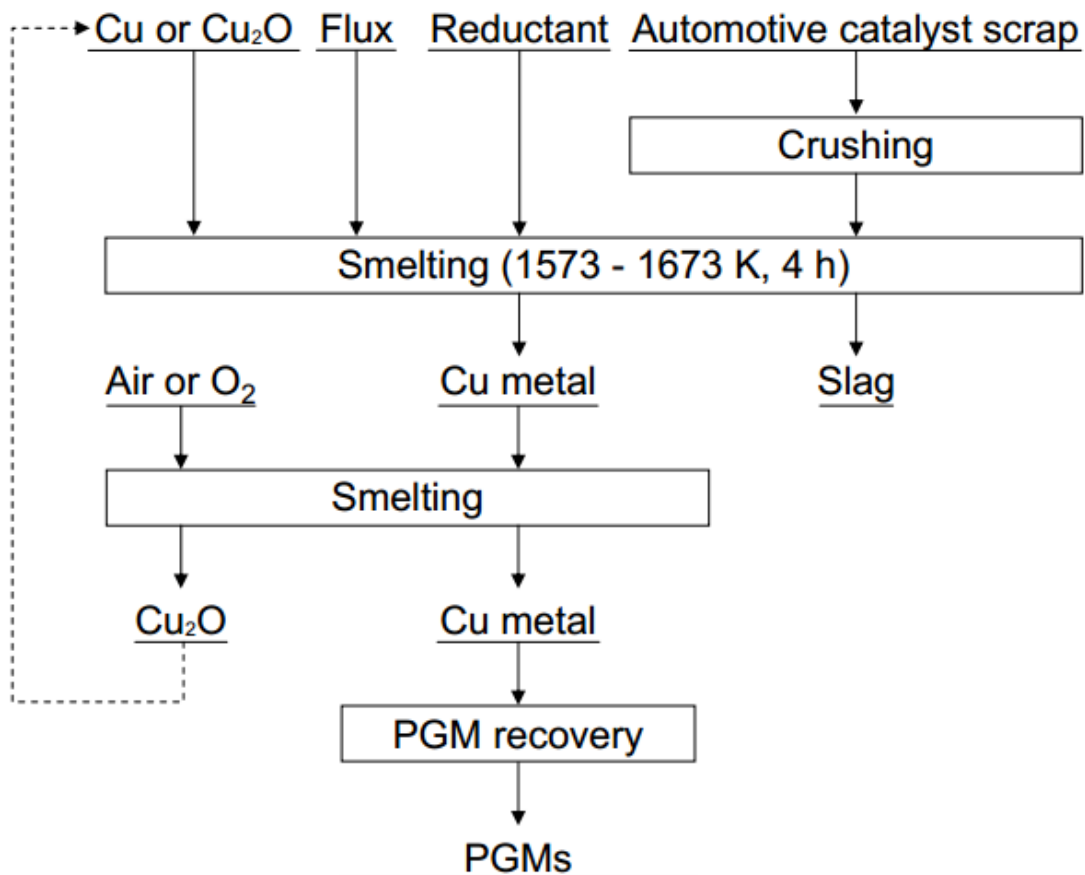 Cu or Cu₂O Flux Reductant Automotive catalyst scrap
Crushing
Smelting (1573 - 1673 K, 4 h)
Air or O₂ Cu metal Slag
Smelting
Cu₂O Cu metal
PGM recovery
PGMs